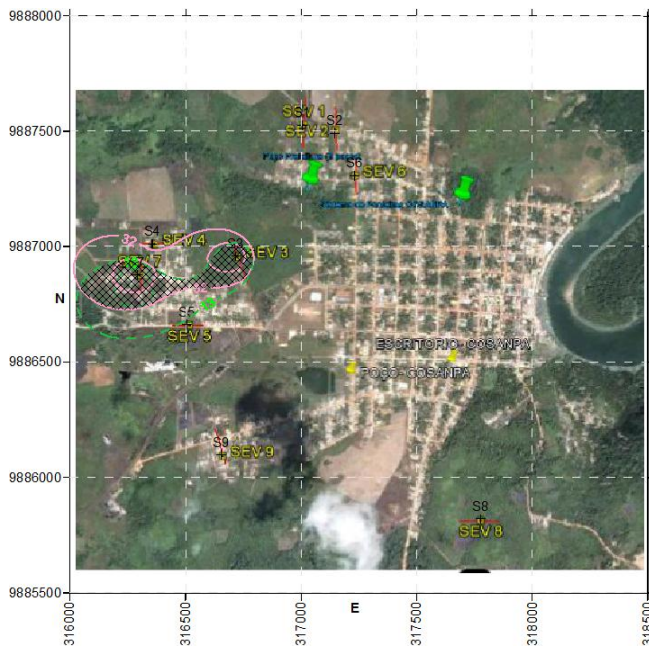 9888000
9887500
9887000
9886500
9886000
9885500
N
SEV 1
S2
SEV 2
S6
SEV 6
S4
SEV 4
32
SEV 3
S5
SEV 5
ESCRITORIO- COSANPA
POÇO- COSANPA
S9
SEV 9
S8
SEV 8
316000
316500
317000
317500
318000
318500
E